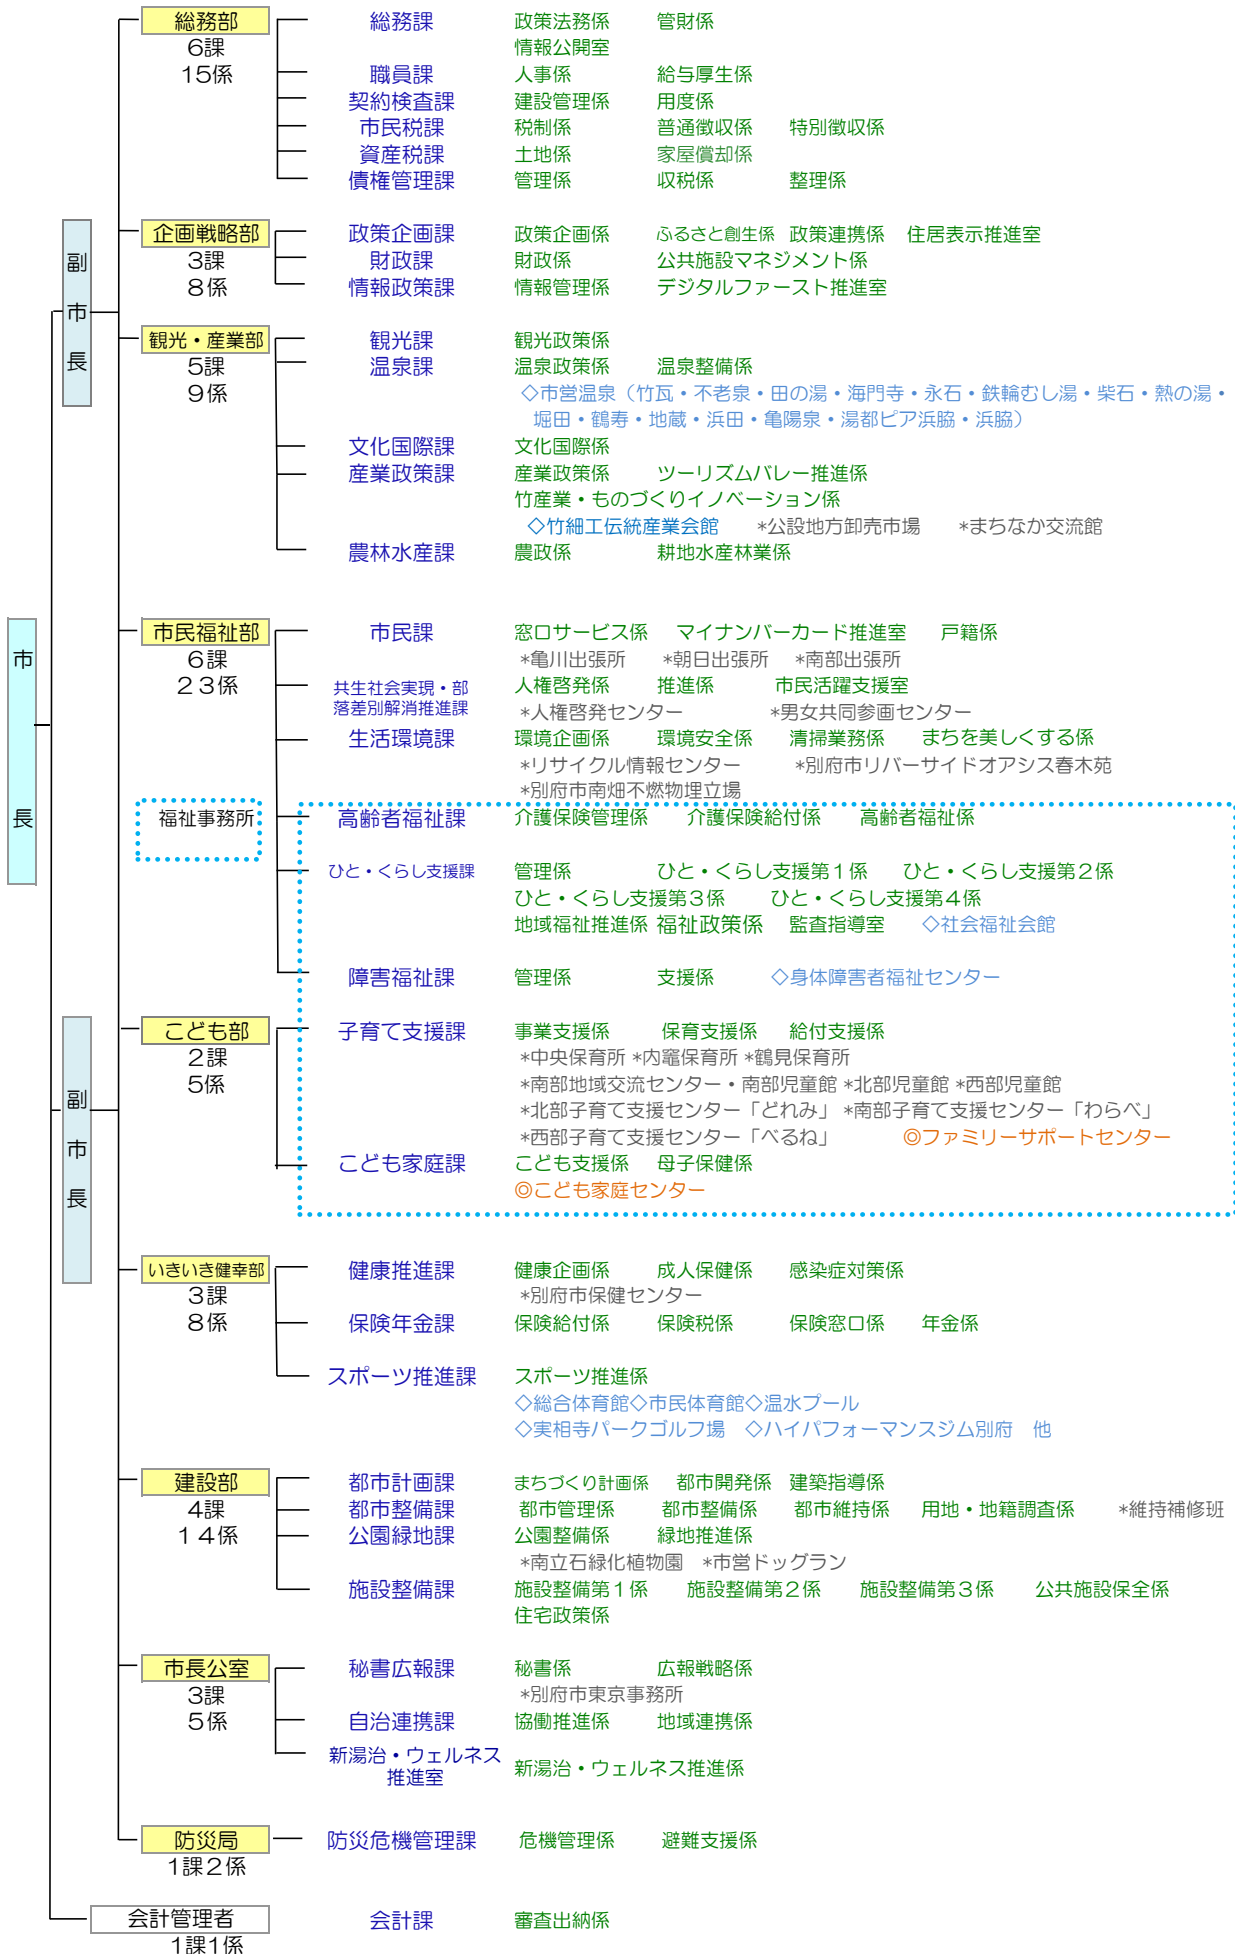 総務部 総務課 政策法務係 管財係
6課 情報公開室
15係 職員課 人事係 給与厚生係
契約検査課 建設管理係 用度係
市民税課 税制係 普通徴収係 特別徴収係
資産税課 土地係 家屋償却係
債権管理課 管理係 収税係 整理係
企画戦略部 政策企画課 政策企画係 ふるさと創生係 政策連携係 住居表示推進室
3課 財政課 財政係 公共施設マネジメント係
8係 情報政策課 情報管理係 デジタルファースト推進室
副市長
観光・産業部 観光課 観光政策係
5課 温泉課 温泉政策係 温泉整備係
9係 ◇市営温泉（竹瓦・不老泉・田の湯・海門寺・永石・鉄輪むし湯・柴石・熱の湯・
堀田・鶴寿・地蔵・浜田・亀陽泉・湯都ピア浜脇・浜脇）
文化国際課 文化国際係
産業政策課 産業政策係 ツーリズムバレー推進係
竹産業・ものづくりイノベーション係
◇竹細工伝統産業会館 *公設地方卸売市場 *まちなか交流館
農林水産課 農政係 耕地水産林業係
市長
市民福祉部 市民課 窓口サービス係 マイナンバーカード推進室 戸籍係
6課 *亀川出張所 *朝日出張所 *南部出張所
23係 共生社会実現・部 人権啓発係 推進係 市民活躍支援室
落差別解消推進課 *人権啓発センター *男女共同参画センター
生活環境課 環境企画係 環境安全係 清掃業務係 まちを美しくする係
*リサイクル情報センター *別府市リバーサイドオアシス春木苑
*別府市南畑不燃物埋立場
福祉事務所 高齢者福祉課 介護保険管理係 介護保険給付係 高齢者福祉係
ひと・くらし支援課 管理係 ひと・くらし支援第１係 ひと・くらし支援第２係
ひと・くらし支援第３係 ひと・くらし支援第４係
地域福祉推進係 福祉政策係 監査指導室 ◇社会福祉会館
障害福祉課 管理係 支援係 ◇身体障害者福祉センター
副市長
こども部 子育て支援課 事業支援係 保育支援係 給付支援係
2課 *中央保育所 *内竈保育所 *鶴見保育所
5係 *南部地域交流センター・南部児童館 *北部児童館 *西部児童館
*北部子育て支援センター「どれみ」 *南部子育て支援センター「わらべ」
*西部子育て支援センター「べるね」 ◎ファミリーサポートセンター
こども家庭課 こども支援係 母子保健係
◎こども家庭センター
いきいき健幸部 健康推進課 健康企画係 成人保健係 感染症対策係
3課 *別府市保健センター
8係 保険年金課 保険給付係 保険税係 保険窓口係 年金係
スポーツ推進課 スポーツ推進係
◇総合体育館◇市民体育館◇温水プール
◇実相寺パークゴルフ場 ◇ハイパフォーマンスジム別府 他
建設部 都市計画課 まちづくり計画係 都市開発係 建築指導係
4課 都市整備課 都市管理係 都市整備係 都市維持係 用地・地籍調査係 *維持補修班
１４係 公園緑地課 公園整備係 緑地推進係
*南立石緑化植物園 *市営ドッグラン
施設整備課 施設整備第１係 施設整備第２係 施設整備第３係 公共施設保全係
住宅政策係
市長公室 秘書広報課 秘書係 広報戦略係
3課 *別府市東京事務所
5係 自治連携課 協働推進係 地域連携係
新湯治・ウェルネス
推進室 新湯治・ウェルネス推進係
防災局 防災危機管理課 危機管理係 避難支援係
1課２係
会計管理者 会計課 審査出納係
1課1係